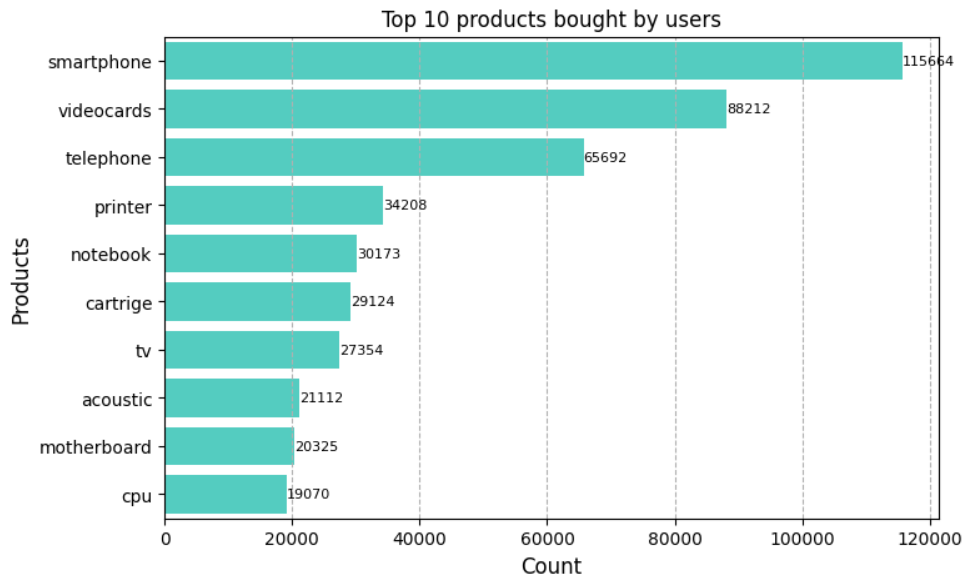 Top 10 products bought by users
smartphone 115664
videocards 88212
telephone 65692
printer 34208
notebook 30173
cartrige 29124
tv 27354
acoustic 21112
motherboard 20325
cpu 19070
Products
0 20000 40000 60000 80000 100000 120000
Count